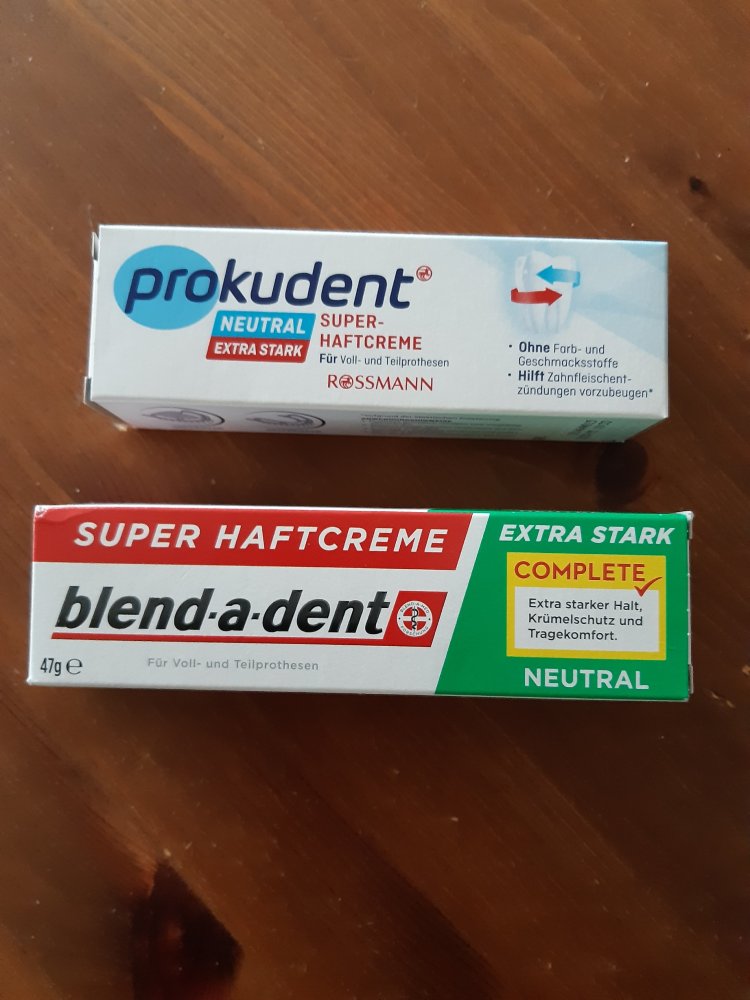 prokudent
NEUTRAL
EXTRA STARK
SUPER-
HAFTCREME
Für Voll- und Teilprothesen
ROSSMANN
• Ohne Farb- und
Geschmacksstoffe
• Hilft Zahnfleischent-
zündungen vorzubeugen*
SUPER HAFTCREME
blend-a-dent
47g ℮
Für Voll- und Teilprothesen
EXTRA STARK
COMPLETE
Extra starker Halt,
Krümelschutz und
Tragekomfort.
NEUTRAL